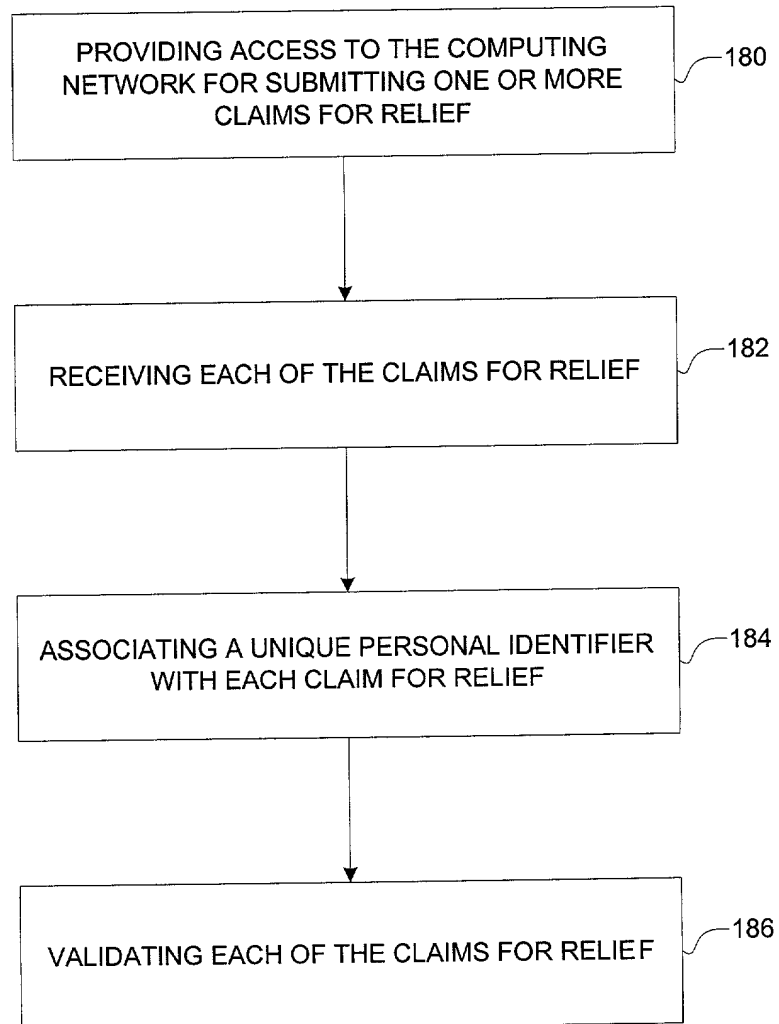 PROVIDING ACCESS TO THE COMPUTING
NETWORK FOR SUBMITTING ONE OR MORE
CLAIMS FOR RELIEF
180
RECEIVING EACH OF THE CLAIMS FOR RELIEF
182
ASSOCIATING A UNIQUE PERSONAL IDENTIFIER
WITH EACH CLAIM FOR RELIEF
184
VALIDATING EACH OF THE CLAIMS FOR RELIEF
186